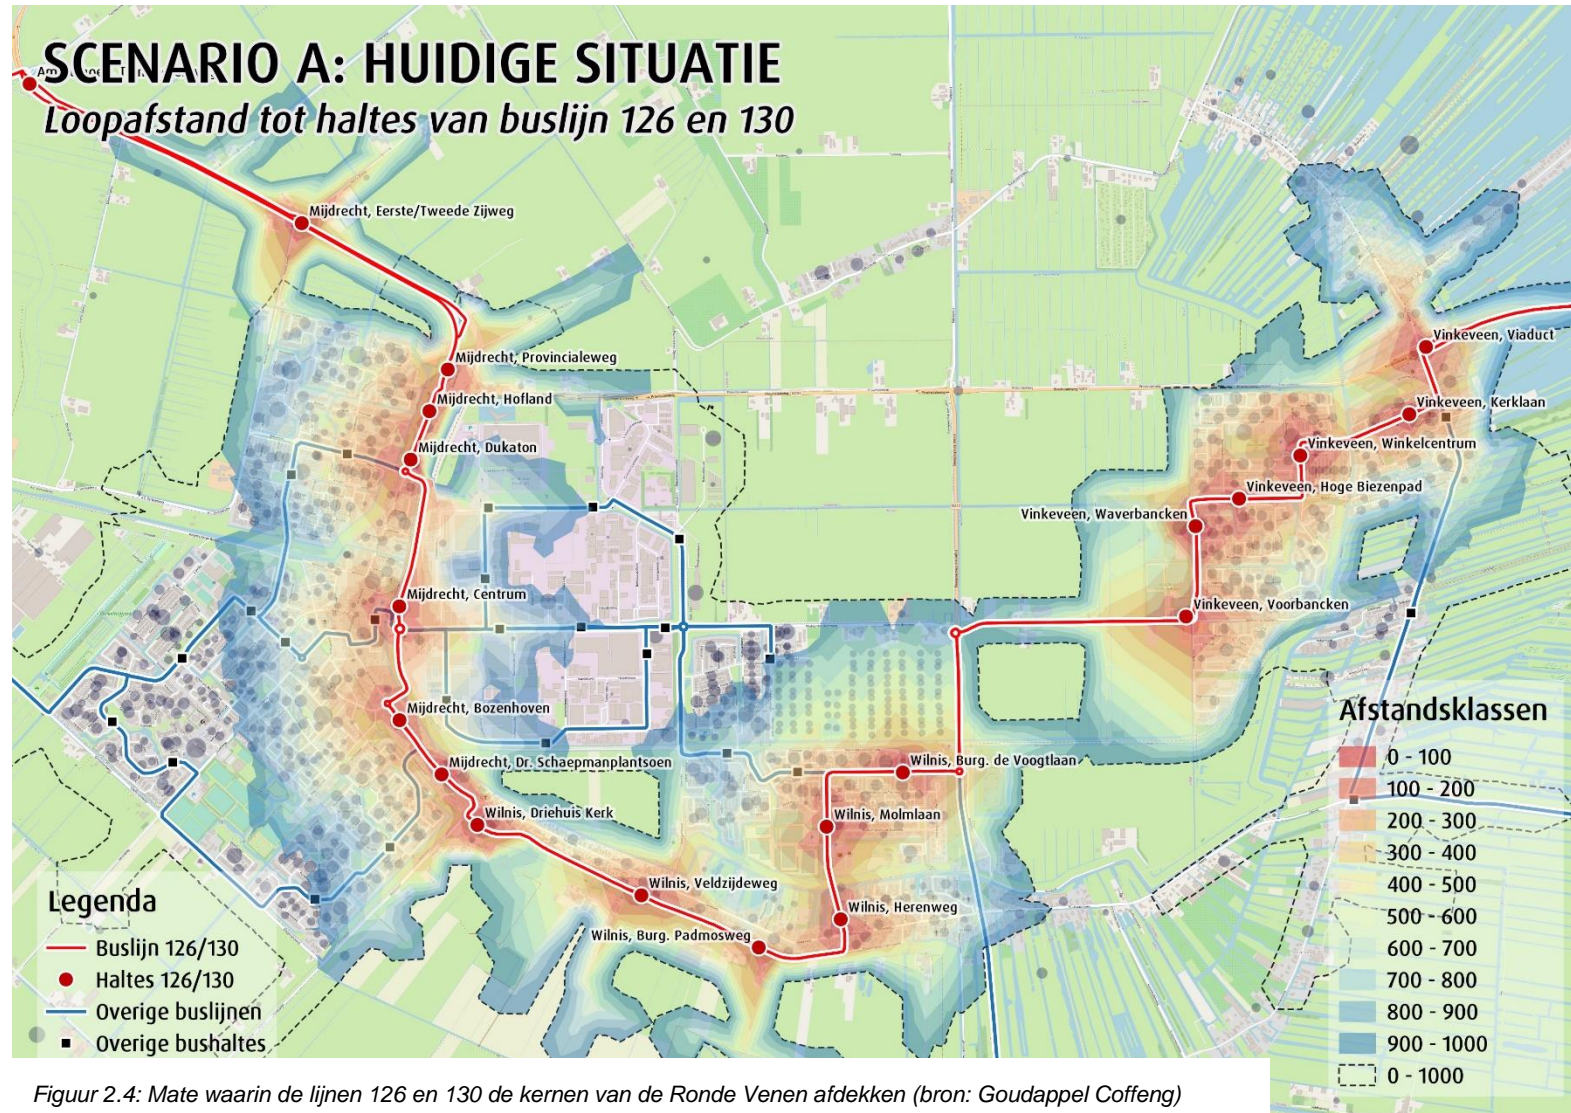 SCENARIO A: HUIDIGE SITUATIE
Loopafstand tot haltes van buslijn 126 en 130
Mijdrecht, Eerste/Tweede Zijweg
Mijdrecht, Provincialeweg
Mijdrecht, Hofland
Mijdrecht, Dukaton
Mijdrecht, Centrum
Mijdrecht, Bozenhoven
Mijdrecht, Dr. Schaepmanplantsoen
Wilnis, Driehuis Kerk
Wilnis, Veldzijdeweg
Wilnis, Burg. Padmosweg
Wilnis, Herenweg
Wilnis, Molmlaan
Wilnis, Burg. de Voogtlaan
Vinkeveen, Voorbancken
Vinkeveen, Waverbancken
Vinkeveen, Hoge Biezenpad
Vinkeveen, Winkelcentrum
Vinkeveen, Kerklaan
Vinkeveen, Viaduct
Legenda
Buslijn 126/130
Haltes 126/130
Overige buslijnen
Overige bushaltes
Afstandsklassen
0 - 100
100 - 200
200 - 300
300 - 400
400 - 500
500 - 600
600 - 700
700 - 800
800 - 900
900 - 1000
0 - 1000
Figuur 2.4: Mate waarin de lijnen 126 en 130 de kernen van de Ronde Venen afdekken (bron: Goudappel Coffeng)